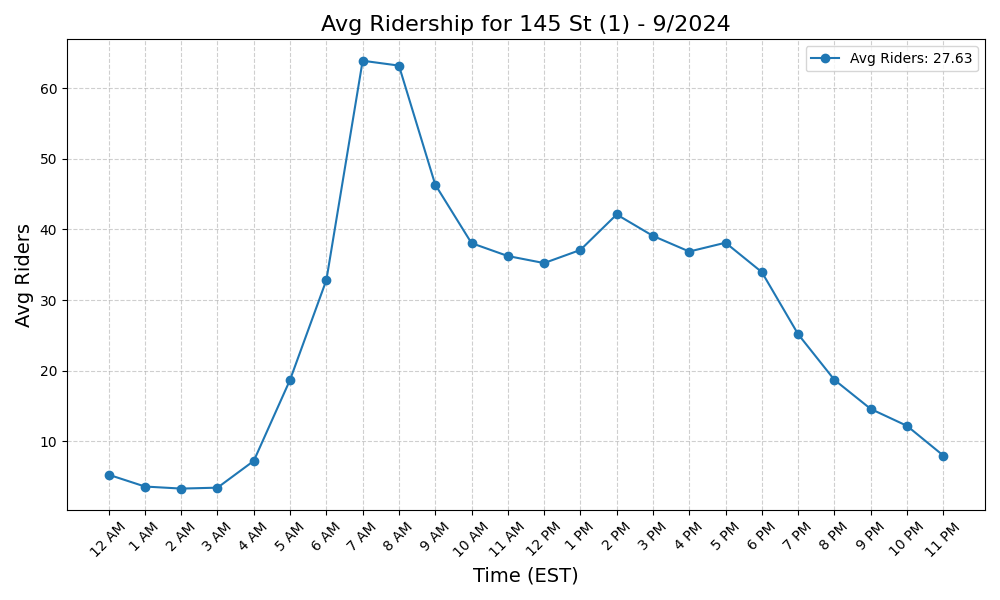 Avg Ridership for 145 St (1) - 9/2024
Avg Riders: 27.63
Avg Riders
60
50
40
30
20
10
12 AM
1 AM
2 AM
3 AM
4 AM
5 AM
6 AM
7 AM
8 AM
9 AM
10 AM
11 AM
12 PM
1 PM
2 PM
3 PM
4 PM
5 PM
6 PM
7 PM
8 PM
9 PM
10 PM
11 PM
Time (EST)